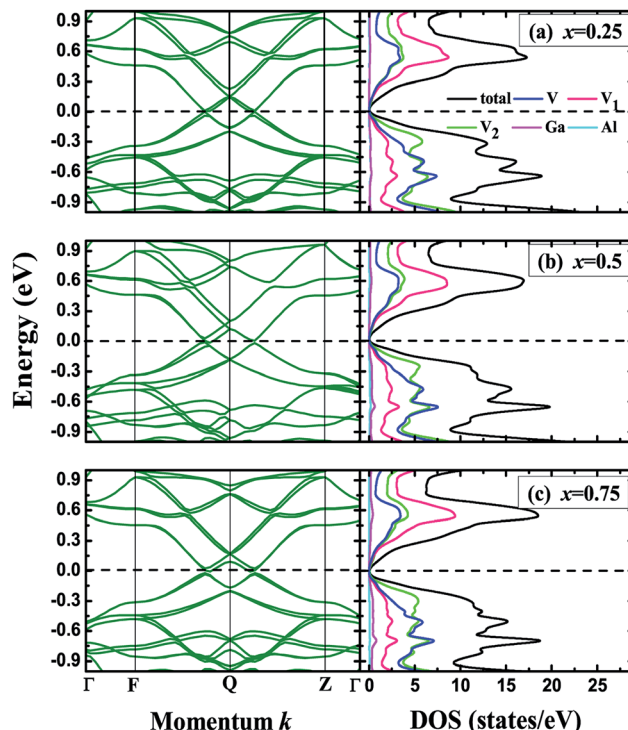 0.9
0.6
0.3
0.0
-0.3
-0.6
-0.9
(a) x=0.25
total V V1
V2 Ga Al
0.9
0.6
0.3
0.0
-0.3
-0.6
-0.9
(b) x=0.5
Energy (eV)
0.9
0.6
0.3
0.0
-0.3
-0.6
-0.9
(c) x=0.75
Γ F Q Z Γ
0 5 10 15 20 25
Momentum k
DOS (states/eV)